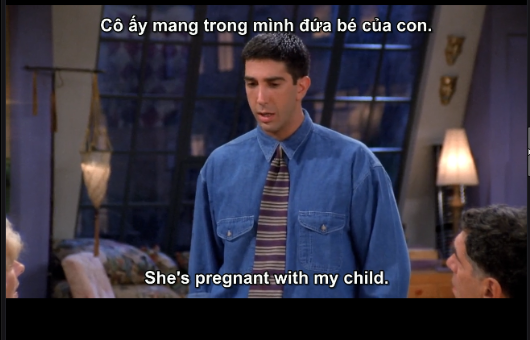 Cô ấy mang trong mình đứa bé của con.
She's pregnant with my child.